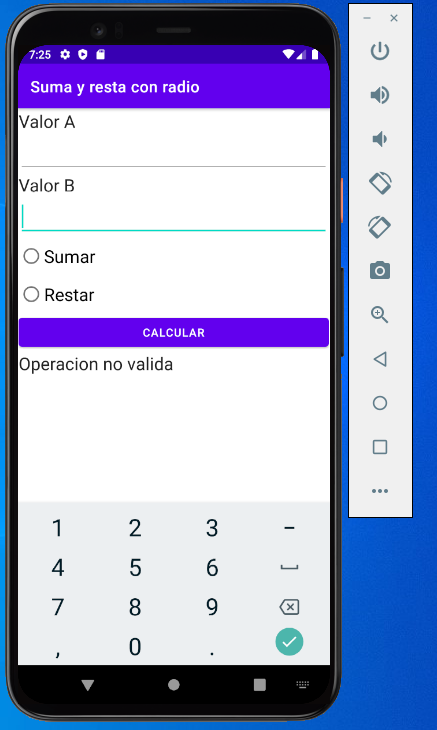 7:25
Suma y resta con radio
Valor A
Valor B
Sumar
Restar
CALCULAR
Operacion no valida
1 2 3 -
4 5 6
7 8 9
, 0 .